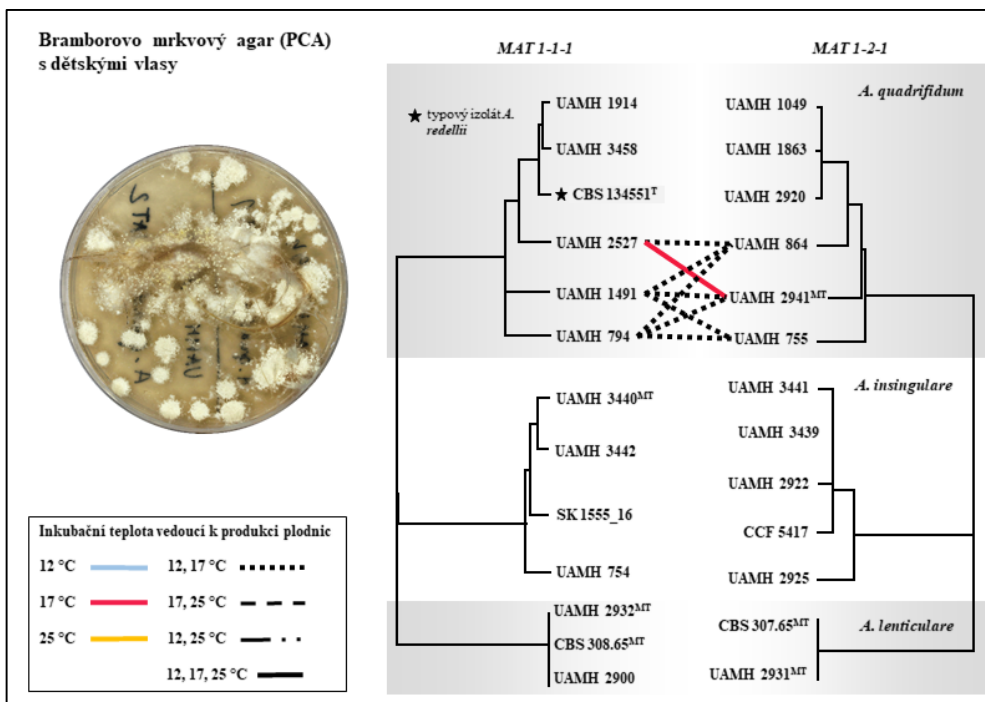 Bramborovo mrkvový agar (PCA)
s dětskými vlasy
MAT 1-1-1
MAT 1-2-1
A. quadrifidum
★ typový izolát A.
redellii
UAMH 1914
UAMH 3458
★ CBS 134551T
UAMH 2527
UAMH 1491
UAMH 794
UAMH 1049
UAMH 1863
UAMH 2920
UAMH 864
UAMH 2941MT
UAMH 755
A. insingulare
UAMH 3440MT
UAMH 3442
SK 1555_16
UAMH 754
UAMH 3441
UAMH 3439
UAMH 2922
CCF 5417
UAMH 2925
A. lenticulare
UAMH 2932MT
CBS 308.65MT
UAMH 2900
CBS 307.65MT
UAMH 2931MT
Inkubační teplota vedoucí k produkci plodnic
12 °C
17 °C
25 °C
12, 17 °C
17, 25 °C
12, 25 °C
12, 17, 25 °C